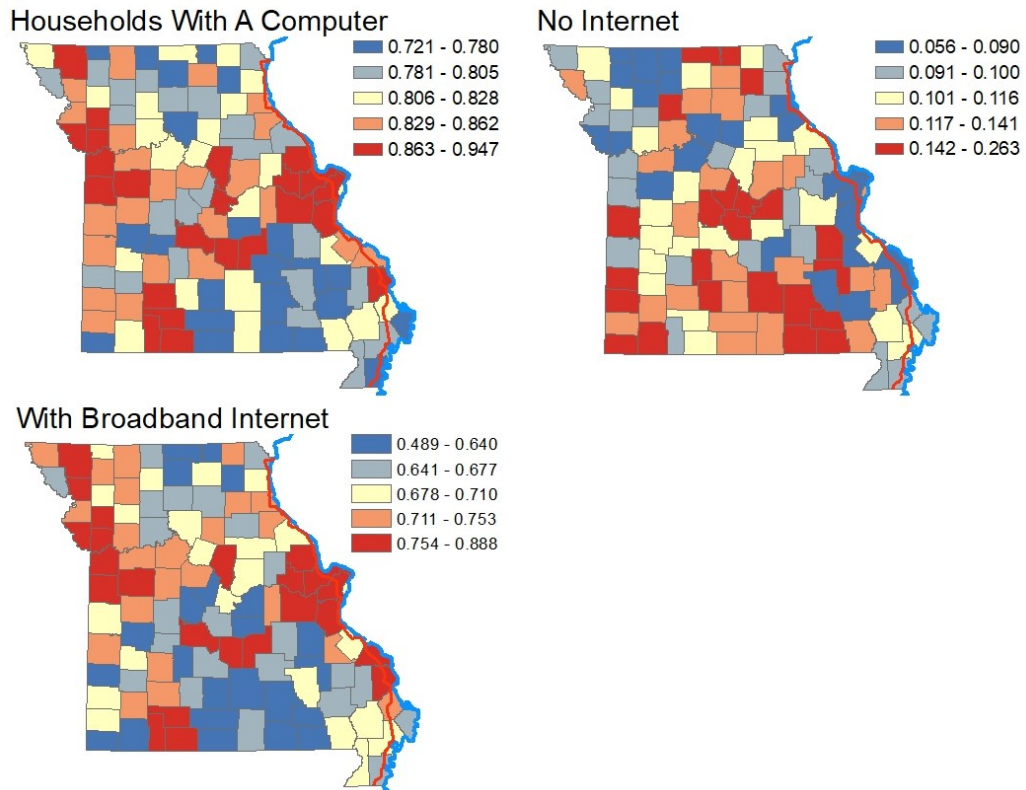 Households With A Computer
0.721 - 0.780
0.781 - 0.805
0.806 - 0.828
0.829 - 0.862
0.863 - 0.947
No Internet
0.056 - 0.090
0.091 - 0.100
0.101 - 0.116
0.117 - 0.141
0.142 - 0.263
With Broadband Internet
0.489 - 0.640
0.641 - 0.677
0.678 - 0.710
0.711 - 0.753
0.754 - 0.888